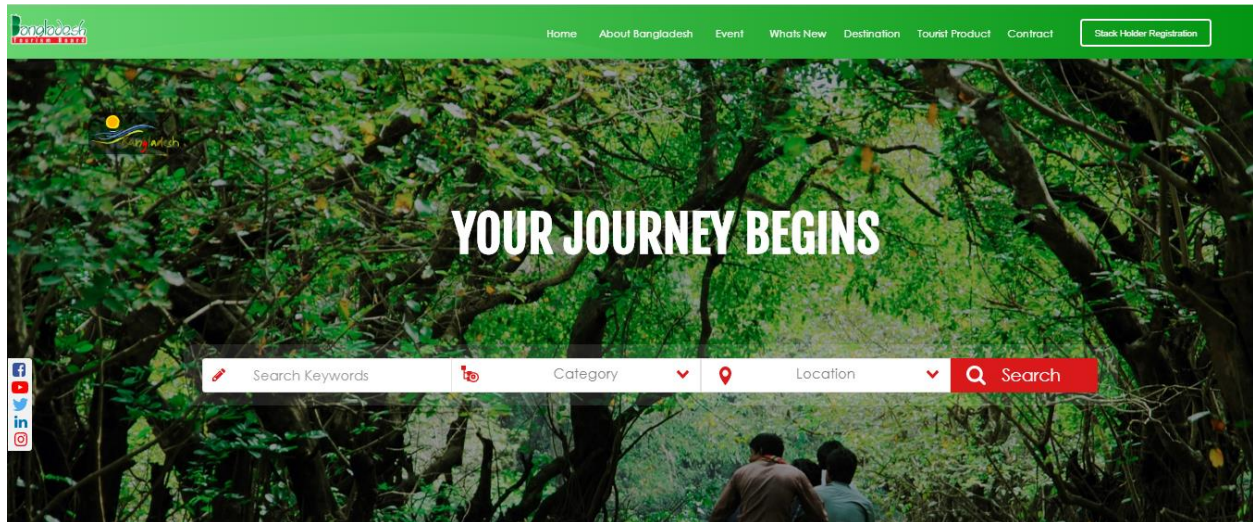 Bangladesh
Tourism Board
Home About Bangladesh Event Whats New Destination Tourist Product Contract Stack Holder Registration
Bangladesh
YOUR JOURNEY BEGINS
Search Keywords Category Location Search
in